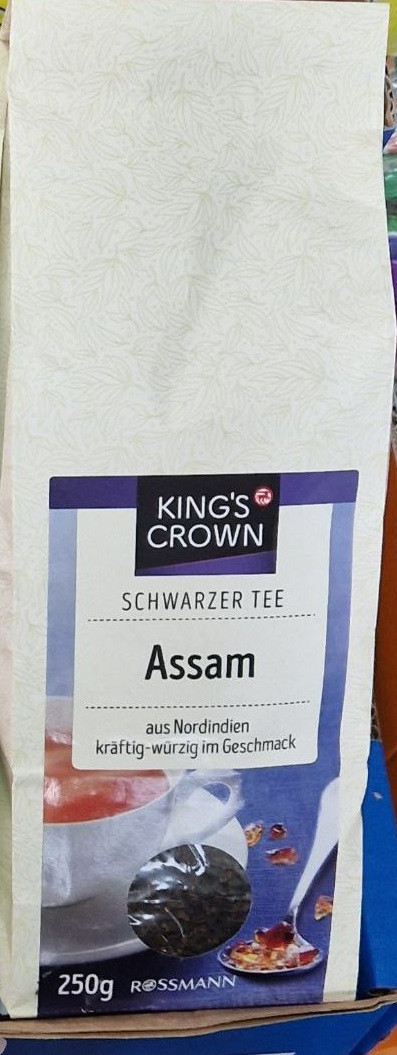 KING'S
CROWN
SCHWARZER TEE
Assam
aus Nordindien
kräftig-würzig im Geschmack
250g ROSSMANN